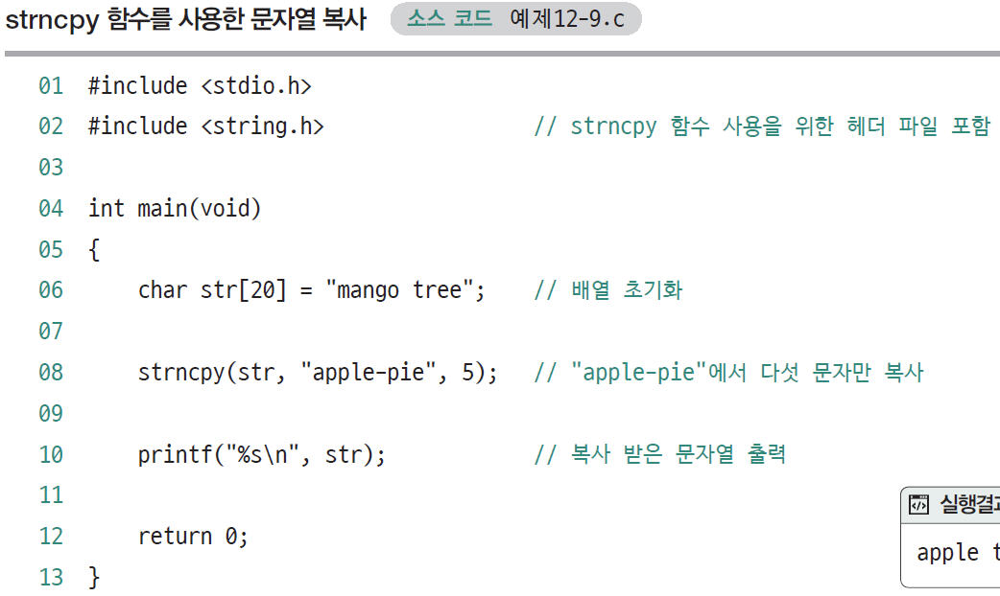 strncpy 함수를 사용한 문자열 복사 소스 코드 예제12-9.c
01 #include <stdio.h>
02 #include <string.h> // strncpy 함수 사용을 위한 헤더 파일 포함
03
04 int main(void)
05 {
06 char str[20] = "mango tree"; // 배열 초기화
07
08 strncpy(str, "apple-pie", 5); // "apple-pie"에서 다섯 문자만 복사
09
10 printf("%s\n", str); // 복사 받은 문자열 출력
11
12 return 0;
13 }
실행결과
apple t